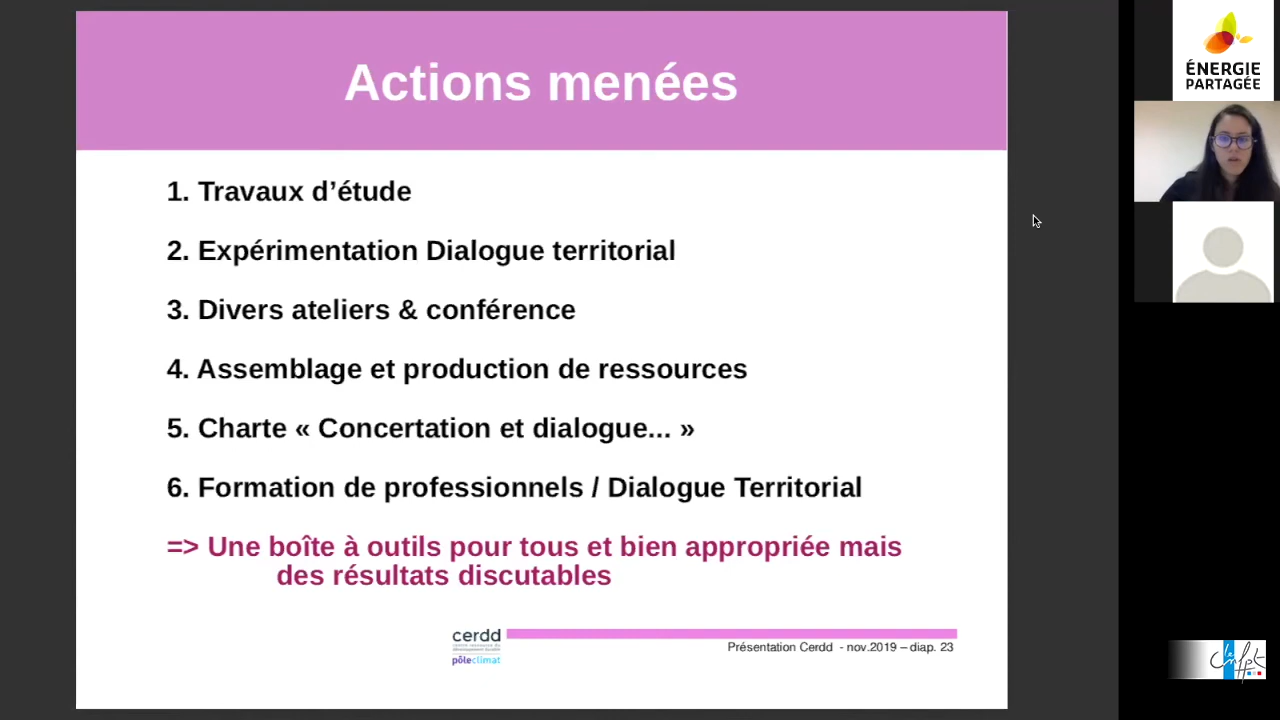 Actions menées
1. Travaux d’étude
2. Expérimentation Dialogue territorial
3. Divers ateliers & conférence
4. Assemblage et production de ressources
5. Charte « Concertation et dialogue... »
6. Formation de professionnels / Dialogue Territorial
=> Une boîte à outils pour tous et bien appropriée mais
des résultats discutables
cerdd
pôleclimat
Présentation Cerdd - nov.2019 – diap. 23
ÉNERGIE
PARTAGÉE
le cnfpt